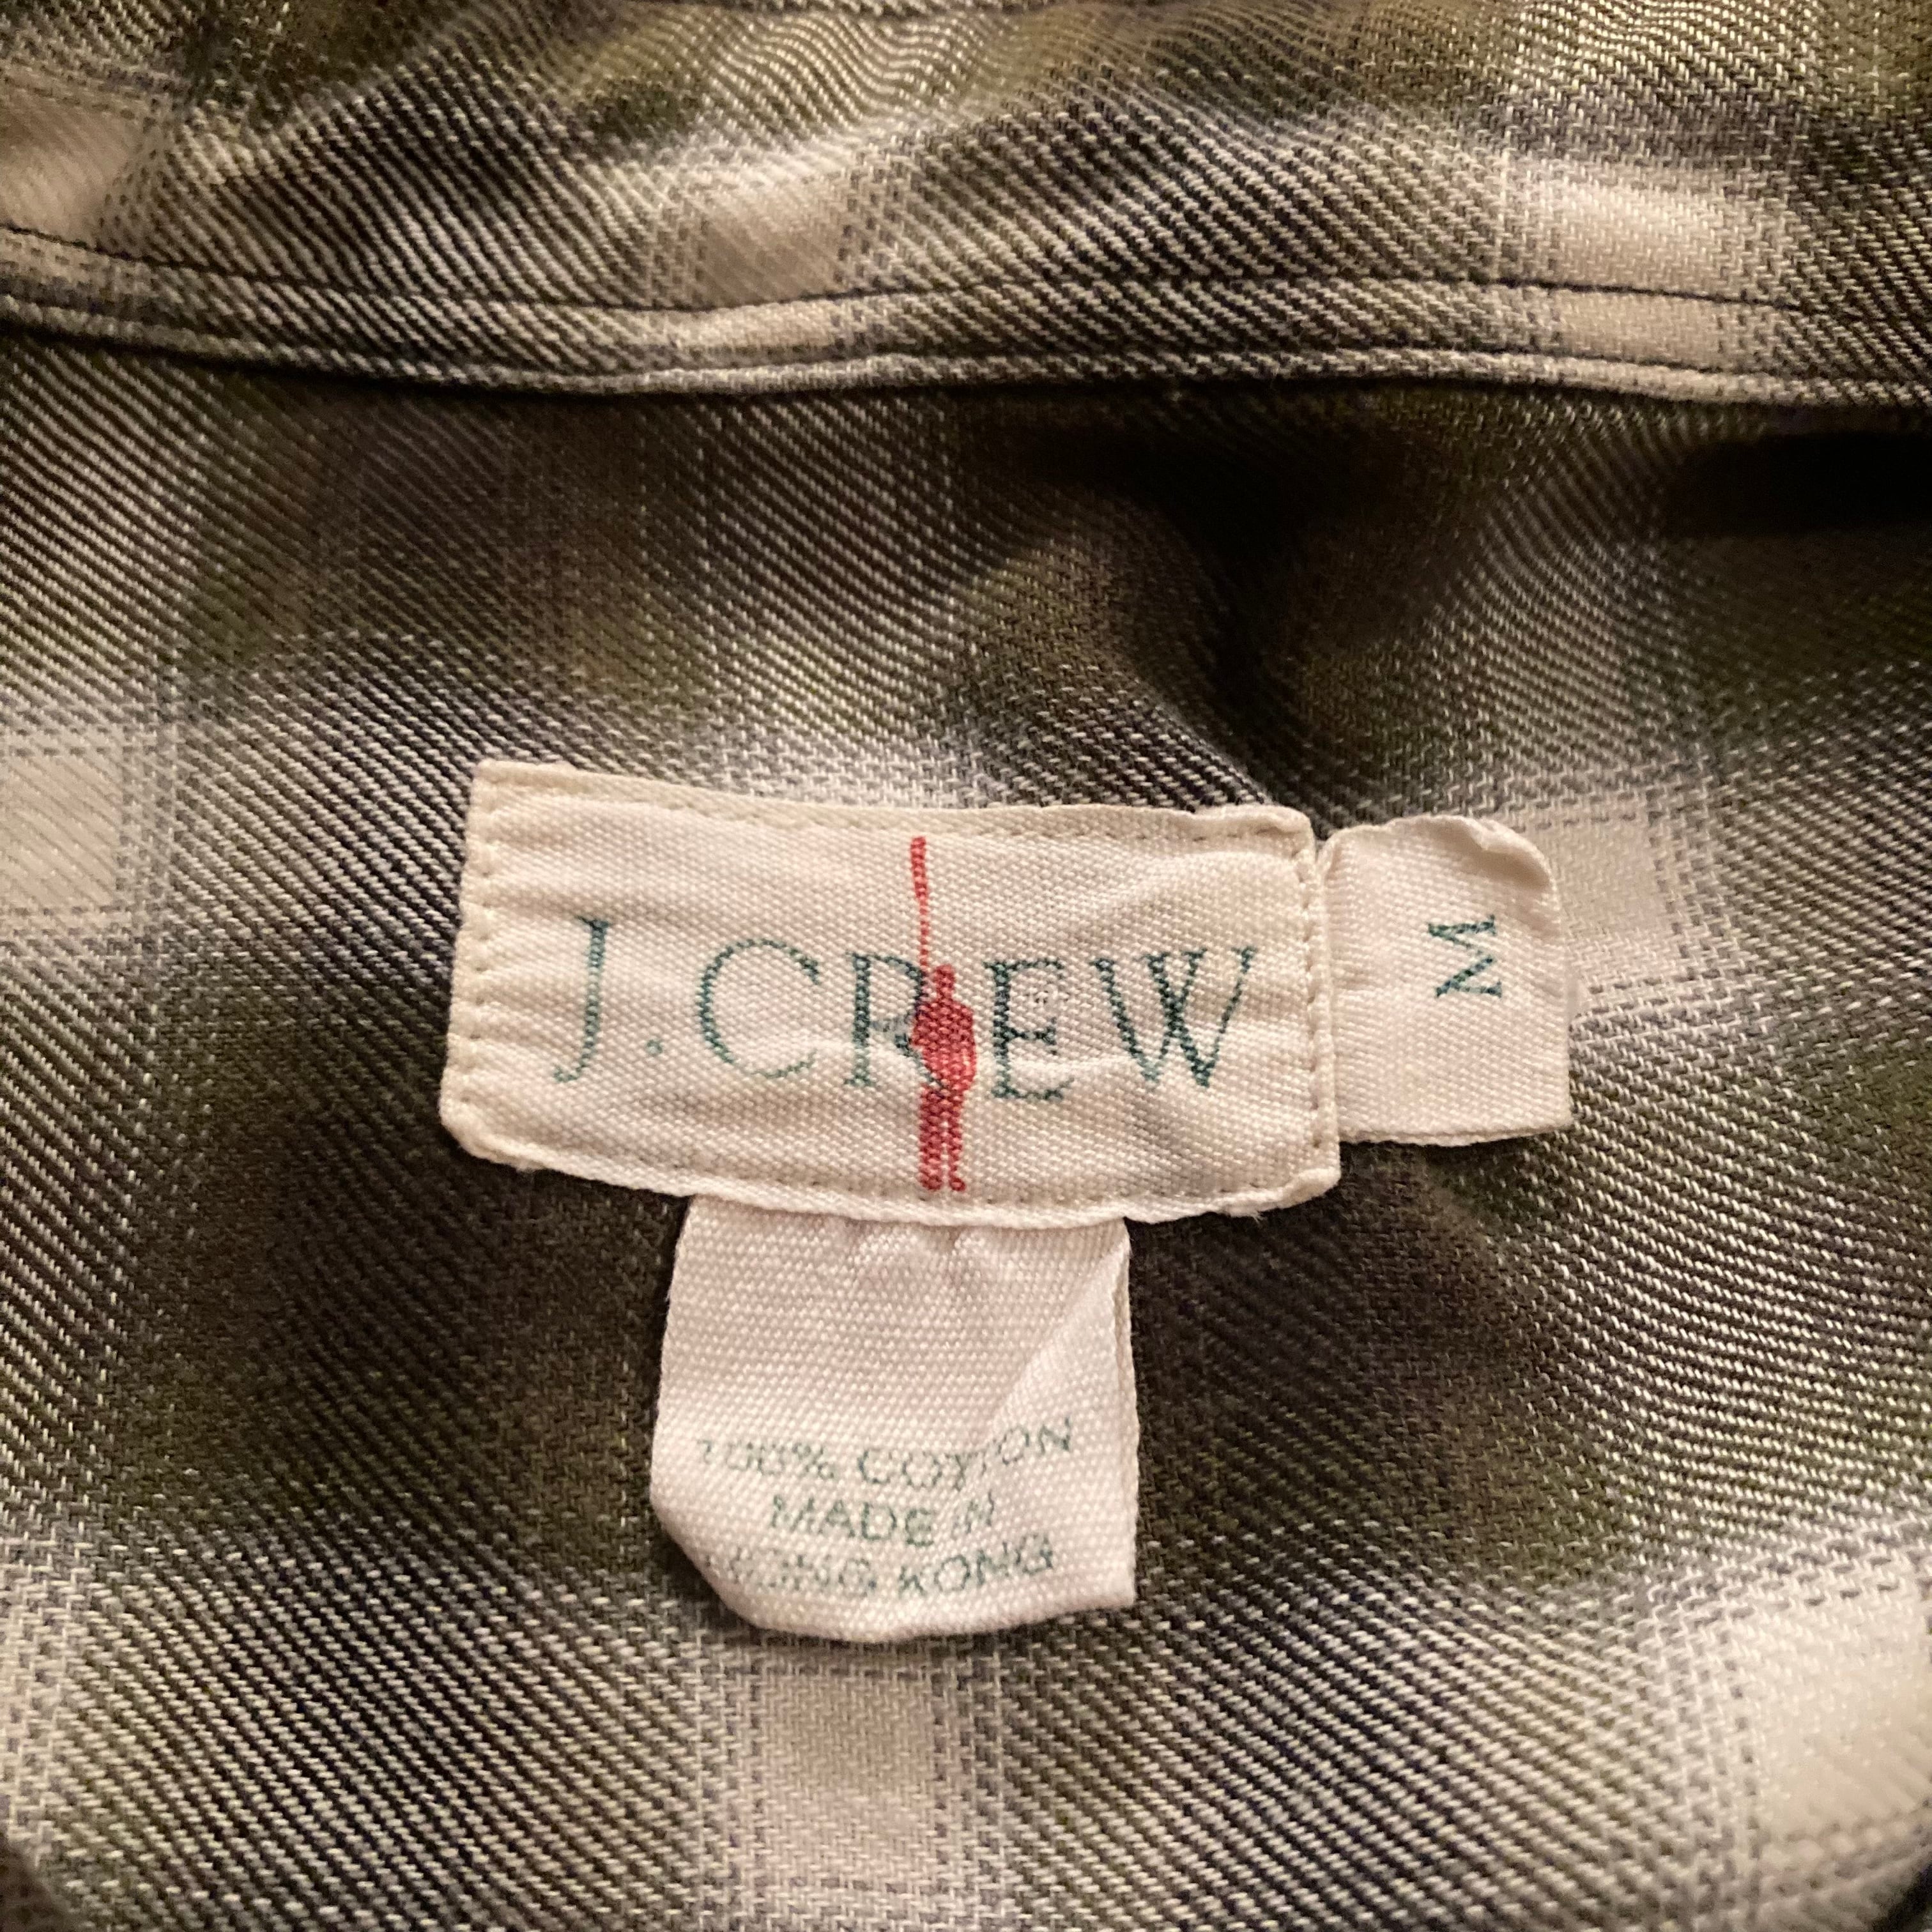 J.CREW
M
100% COTTON
MADE IN
HONG KONG